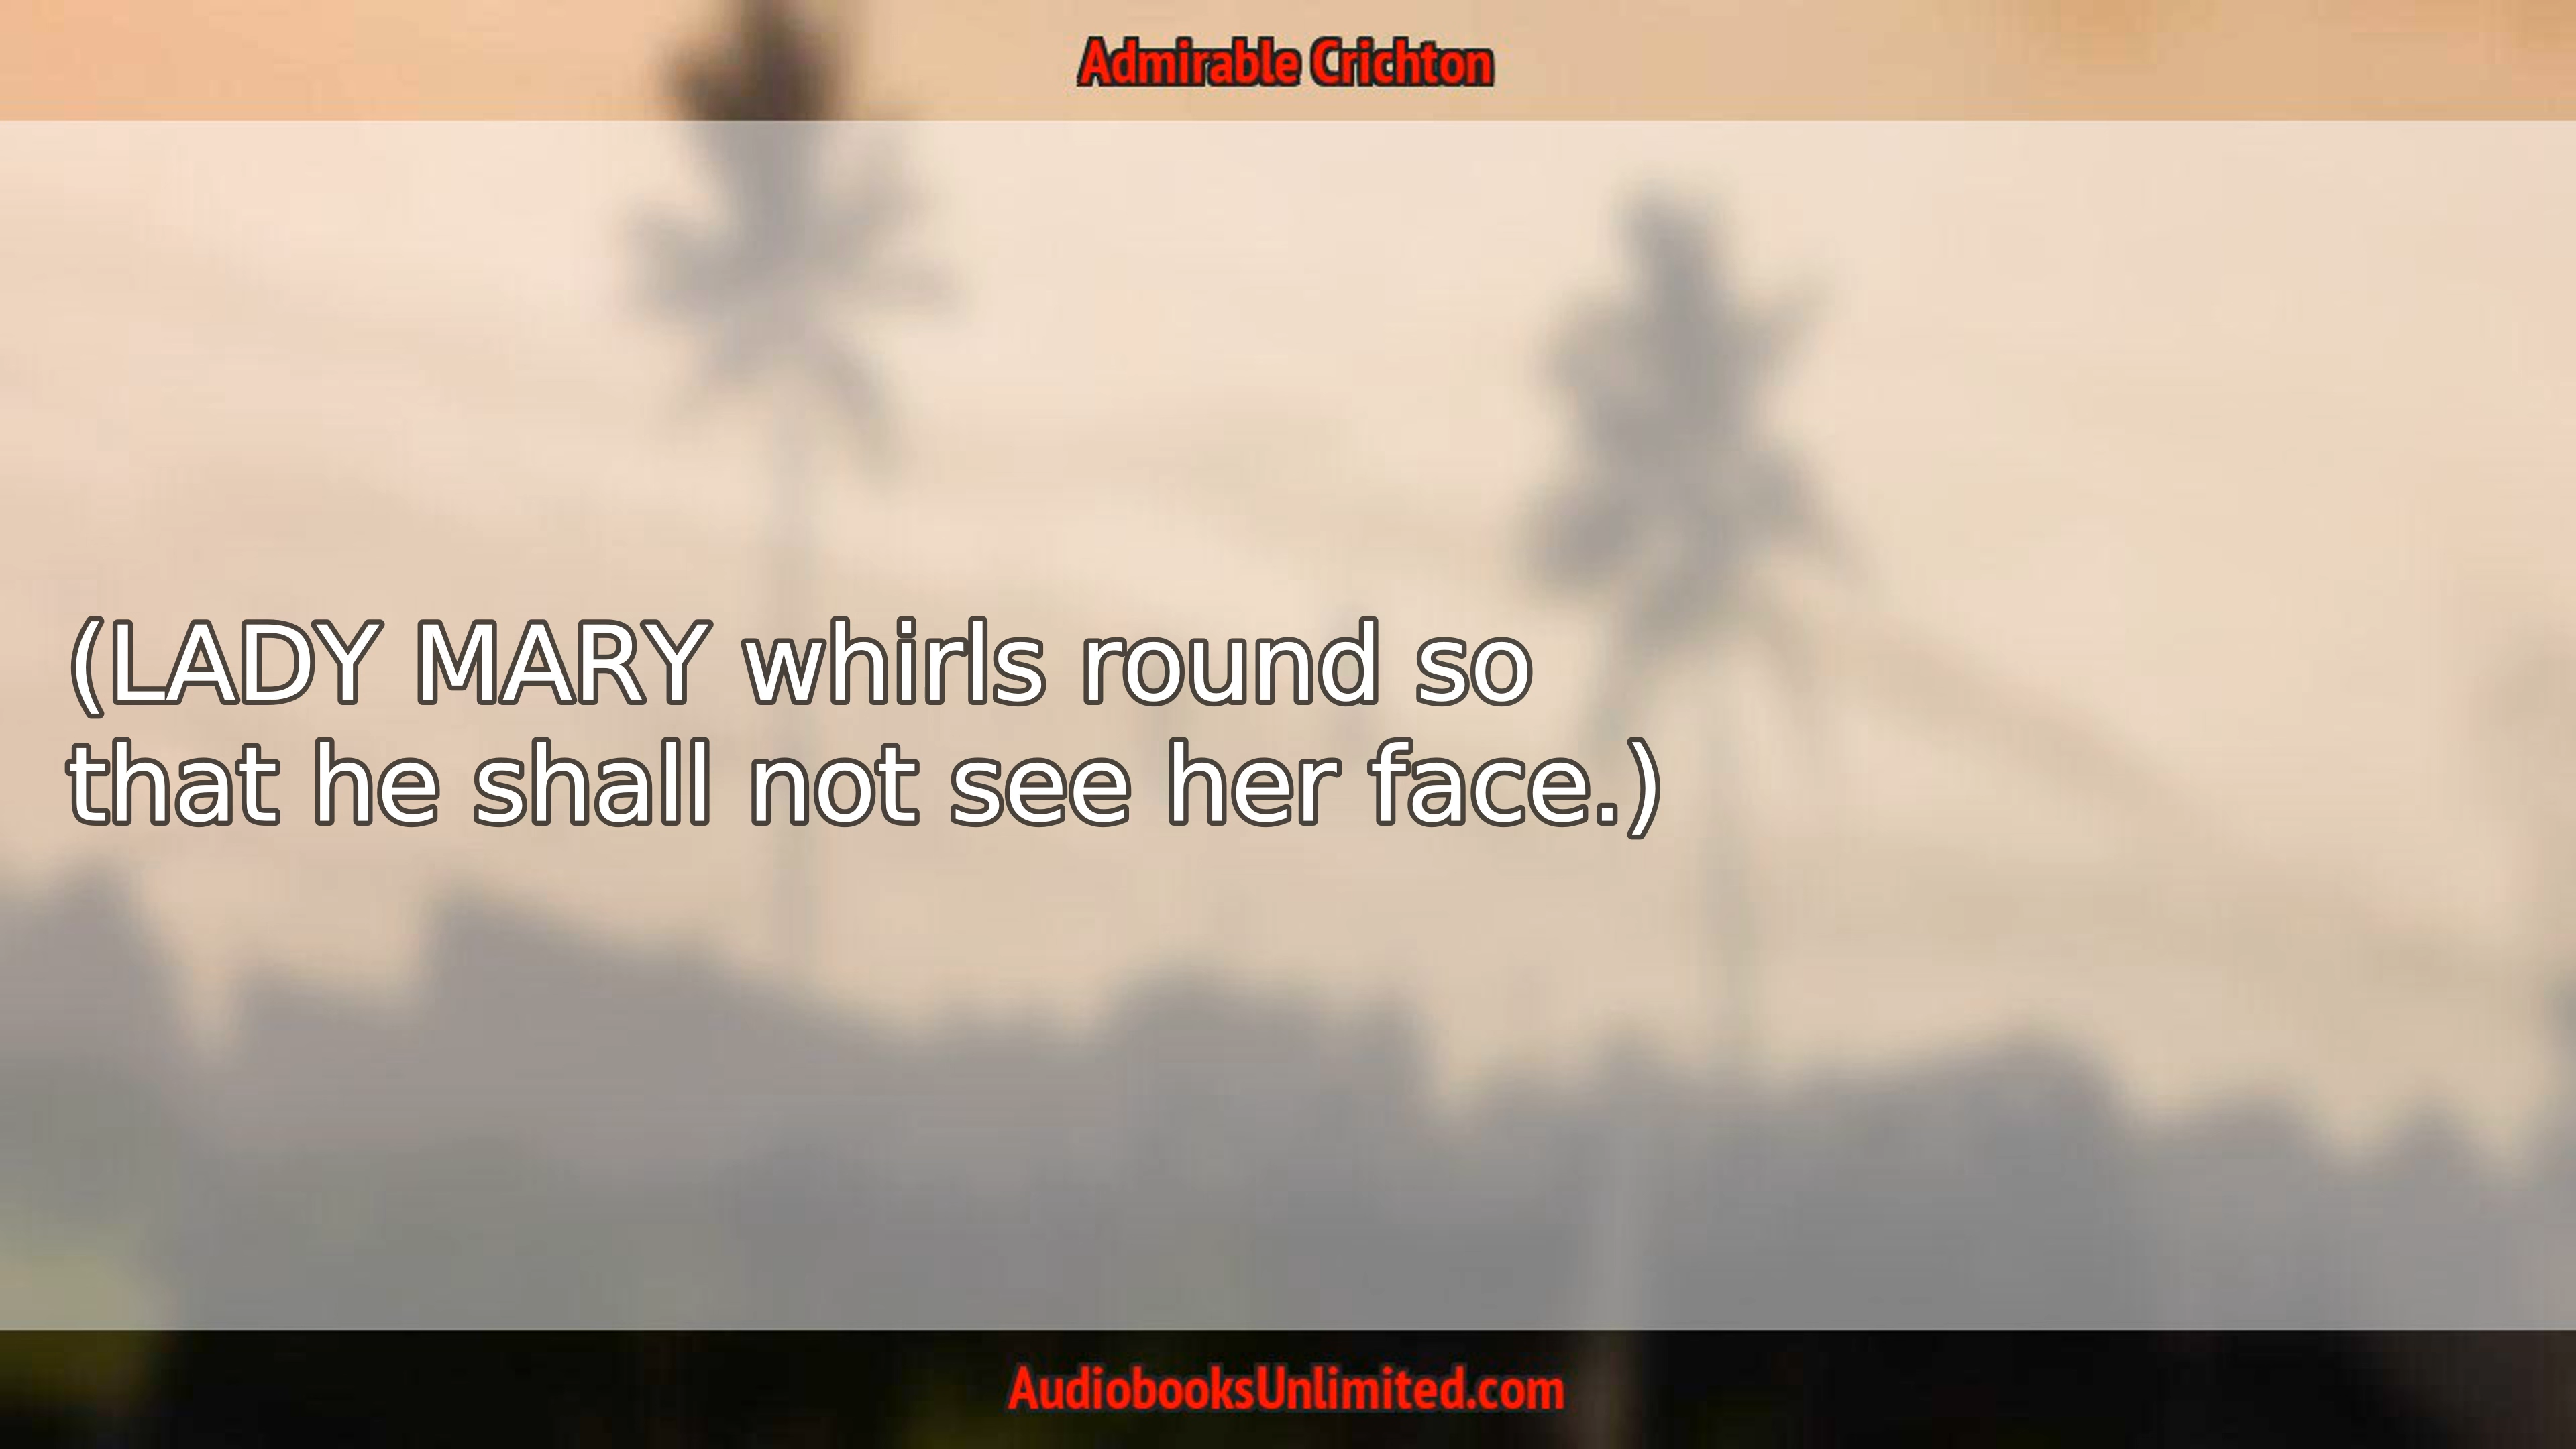 Admirable Crichton
(LADY MARY whirls round so
that he shall not see her face.)
AudiobooksUnlimited.com